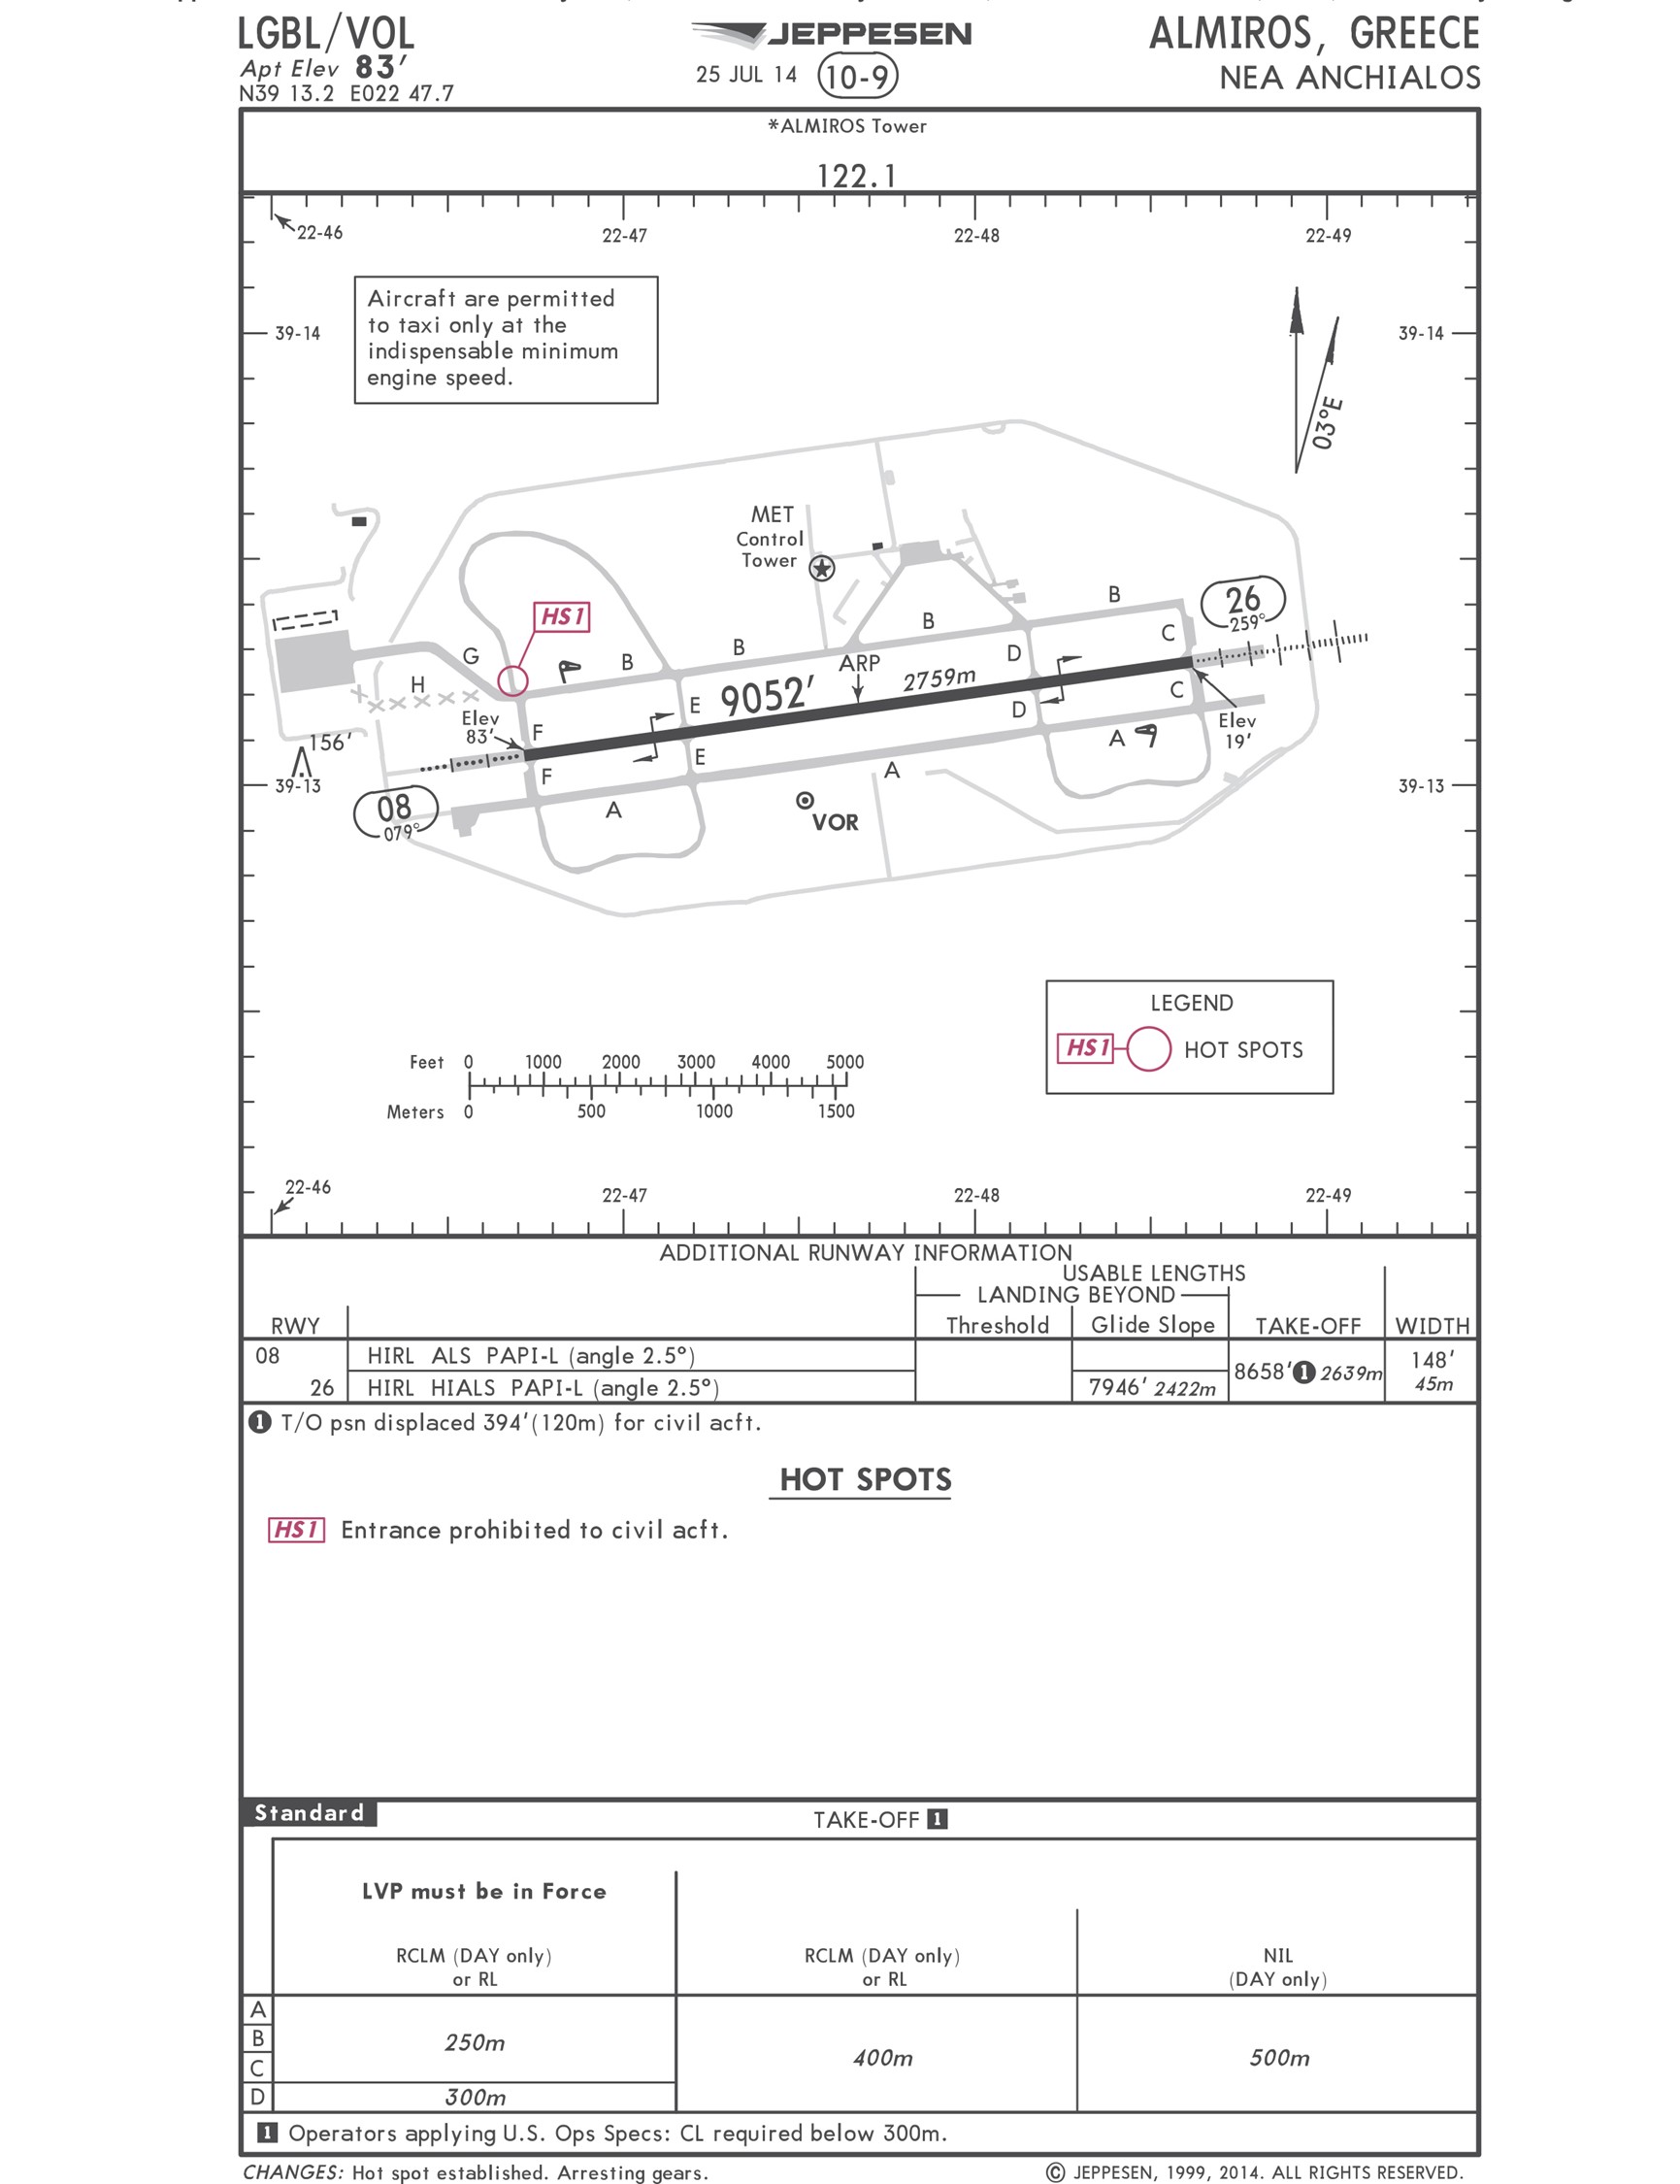 LGBL/VOL
Apt Elev 83'
N39 13.2 E022 47.7
JEPPESEN
25 JUL 14 10-9
ALMIROS, GREECE
NEA ANCHIALOS
*ALMIROS Tower
122.1
22-46 22-47 22-48 22-49
Aircraft are permitted
to taxi only at the
indispensable minimum
engine speed.
39-14 39-14
03°E
MET
Control
Tower
HS1
B
26
259°
B
C
B
B
G
D
ARP
H
2759m
C
9052'
E
D
Elev
83'
F
Elev
19'
A
156'
E
F
A
39-13 39-13
08
079°
A
VOR
LEGEND
HS1 HOT SPOTS
Feet 0 1000 2000 3000 4000 5000
Meters 0 500 1000 1500
22-46 22-47 22-48 22-49
ADDITIONAL RUNWAY INFORMATION
USABLE LENGTHS
LANDING BEYOND
RWY Threshold Glide Slope TAKE-OFF WIDTH
08 HIRL ALS PAPI-L (angle 2.5°)
26 HIRL HIALS PAPI-L (angle 2.5°) 7946' 2422m
8658' 1 2639m
148'
45m
1 T/O psn displaced 394'(120m) for civil acft.
HOT SPOTS
HS1 Entrance prohibited to civil acft.
Standard
TAKE-OFF 1
LVP must be in Force
RCLM (DAY only)
or RL
RCLM (DAY only)
or RL
NIL
(DAY only)
A
B
C
D
250m
300m
400m
500m
1 Operators applying U.S. Ops Specs: CL required below 300m.
CHANGES: Hot spot established. Arresting gears.
© JEPPESEN, 1999, 2014. ALL RIGHTS RESERVED.